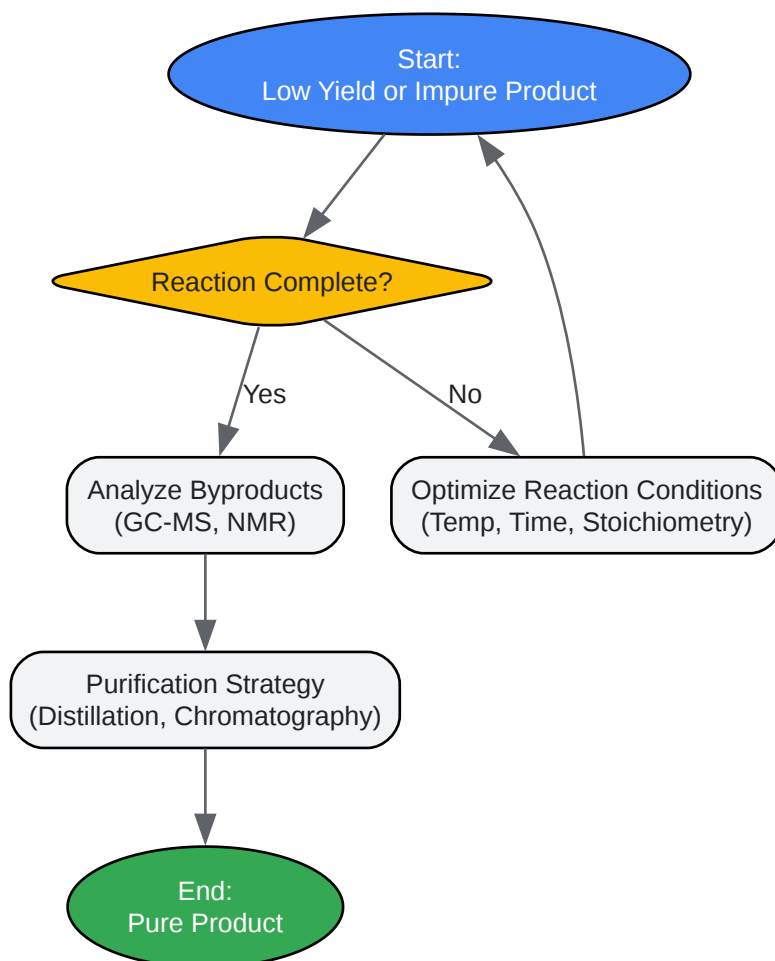 Start:
Low Yield or Impure Product
Reaction Complete?
Yes
No
Analyze Byproducts
(GC-MS, NMR)
Optimize Reaction Conditions
(Temp, Time, Stoichiometry)
Purification Strategy
(Distillation, Chromatography)
End:
Pure Product